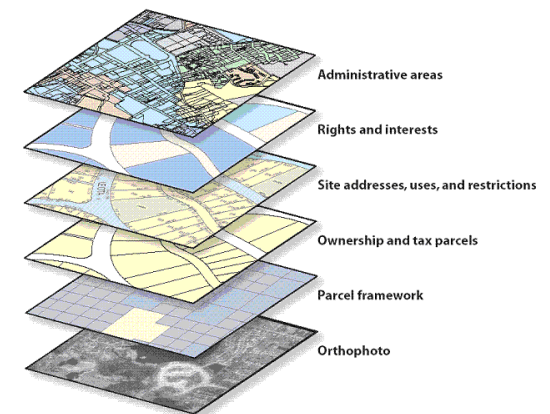 Administrative areas
Rights and interests
Site addresses, uses, and restrictions
Ownership and tax parcels
Parcel framework
Orthophoto